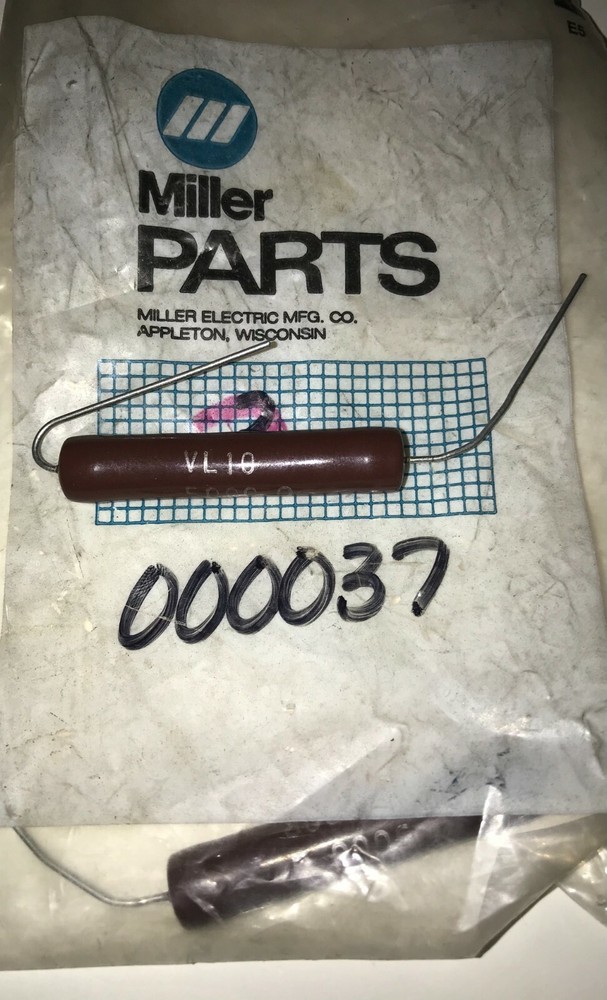 Miller
PARTS
MILLER ELECTRIC MFG. CO.
APPLETON, WISCONSIN
VL10
000037